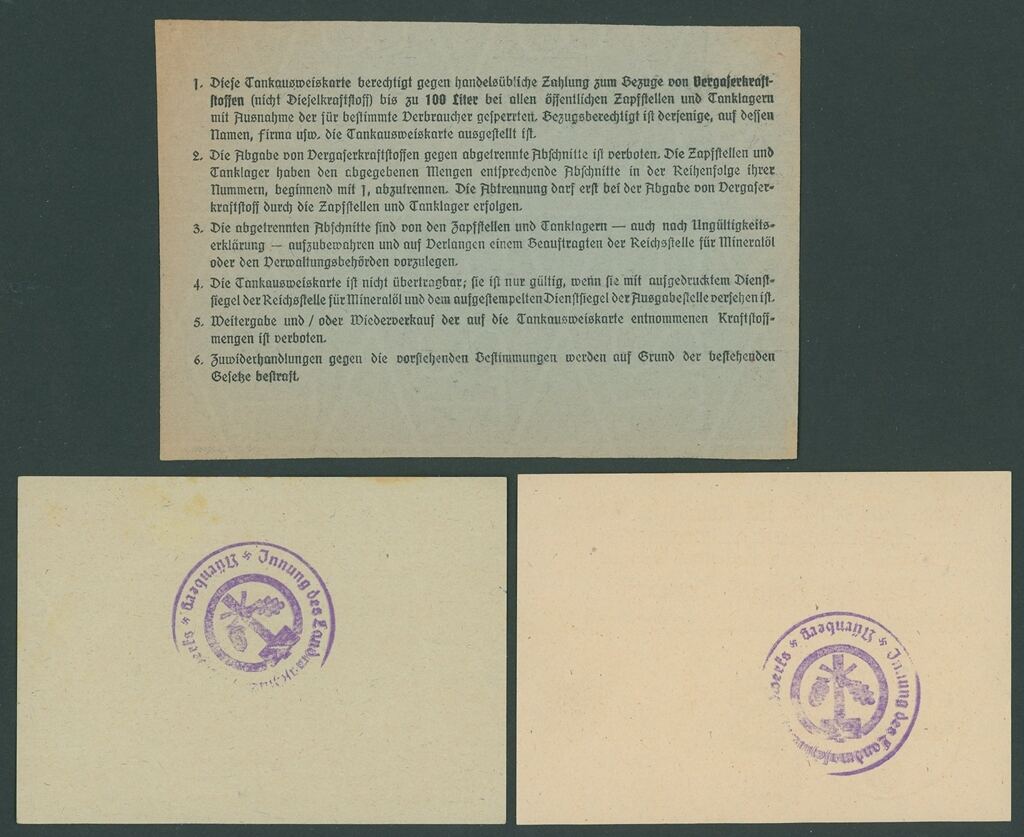 1. Diese Tankausweiskarte berechtigt gegen handelsübliche Zahlung zum Bezuge von Vergaserkraft-
stoffen (nicht Dieselkraftstoff) bis zu 100 Liter bei allen öffentlichen Zapfstellen und Tanklagern
mit Ausnahme der für bestimmte Verbraucher gesperrten. Bezugsberechtigt ist derjenige, auf dessen
Namen, Firma usw. die Tankausweiskarte ausgestellt ist.
2. Die Abgabe von Vergaserkraftstoffen gegen abgetrennte Abschnitte ist verboten. Die Zapfstellen und
Tanklager haben den abgegebenen Mengen entsprechende Abschnitte in der Reihenfolge ihrer
Nummern, beginnend mit 1, abzutrennen. Die Abtrennung darf erst bei der Abgabe von Vergaser-
kraftstoff durch die Zapfstellen und Tanklager erfolgen.
3. Die abgetrennten Abschnitte sind von den Zapfstellen und Tanklagern — auch nach Ungültigkeits-
erklärung — aufzubewahren und auf Verlangen einem Beauftragten der Reichsstelle für Mineralöl
oder den Verwaltungsbehörden vorzulegen.
4. Die Tankausweiskarte ist nicht übertragbar; sie ist nur gültig, wenn sie mit aufgedrucktem Dienst-
siegel der Reichsstelle für Mineralöl und dem aufgestempelten Dienstsiegel der Ausgabestelle versehen ist.
5. Weitergabe und / oder Wiederverkauf der auf die Tankausweiskarte entnommenen Kraftstoff-
mengen ist verboten.
6. Zuwiderhandlungen gegen die vorstehenden Bestimmungen werden auf Grund der bestehenden
Gesetze bestraft.
Innung des
Nürnberg
Innung des
Nürnberg